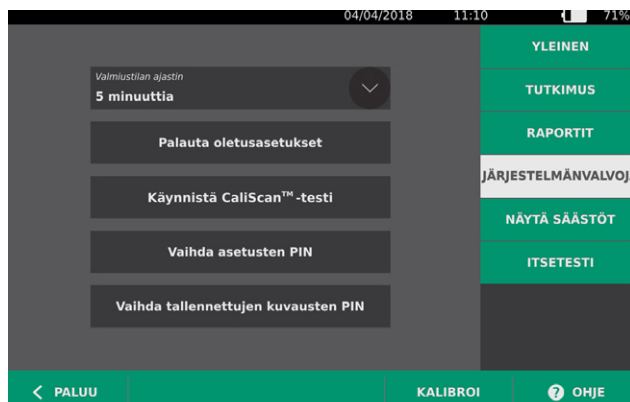 04/04/2018 11:10 71%
YLEINEN
Valmiustilan ajastin
5 minuuttia
TUTKIMUS
Palauta oletusasetukset
RAPORTIT
Käynnistä CaliScan™-testi
JÄRJESTELMÄNVALVOJ
Vaihda asetusten PIN
NÄYTÄ SÄÄSTÖT
ITSETESTI
Vaihda tallennettujen kuvausten PIN
PALUU
KALIBROI
? OHJE